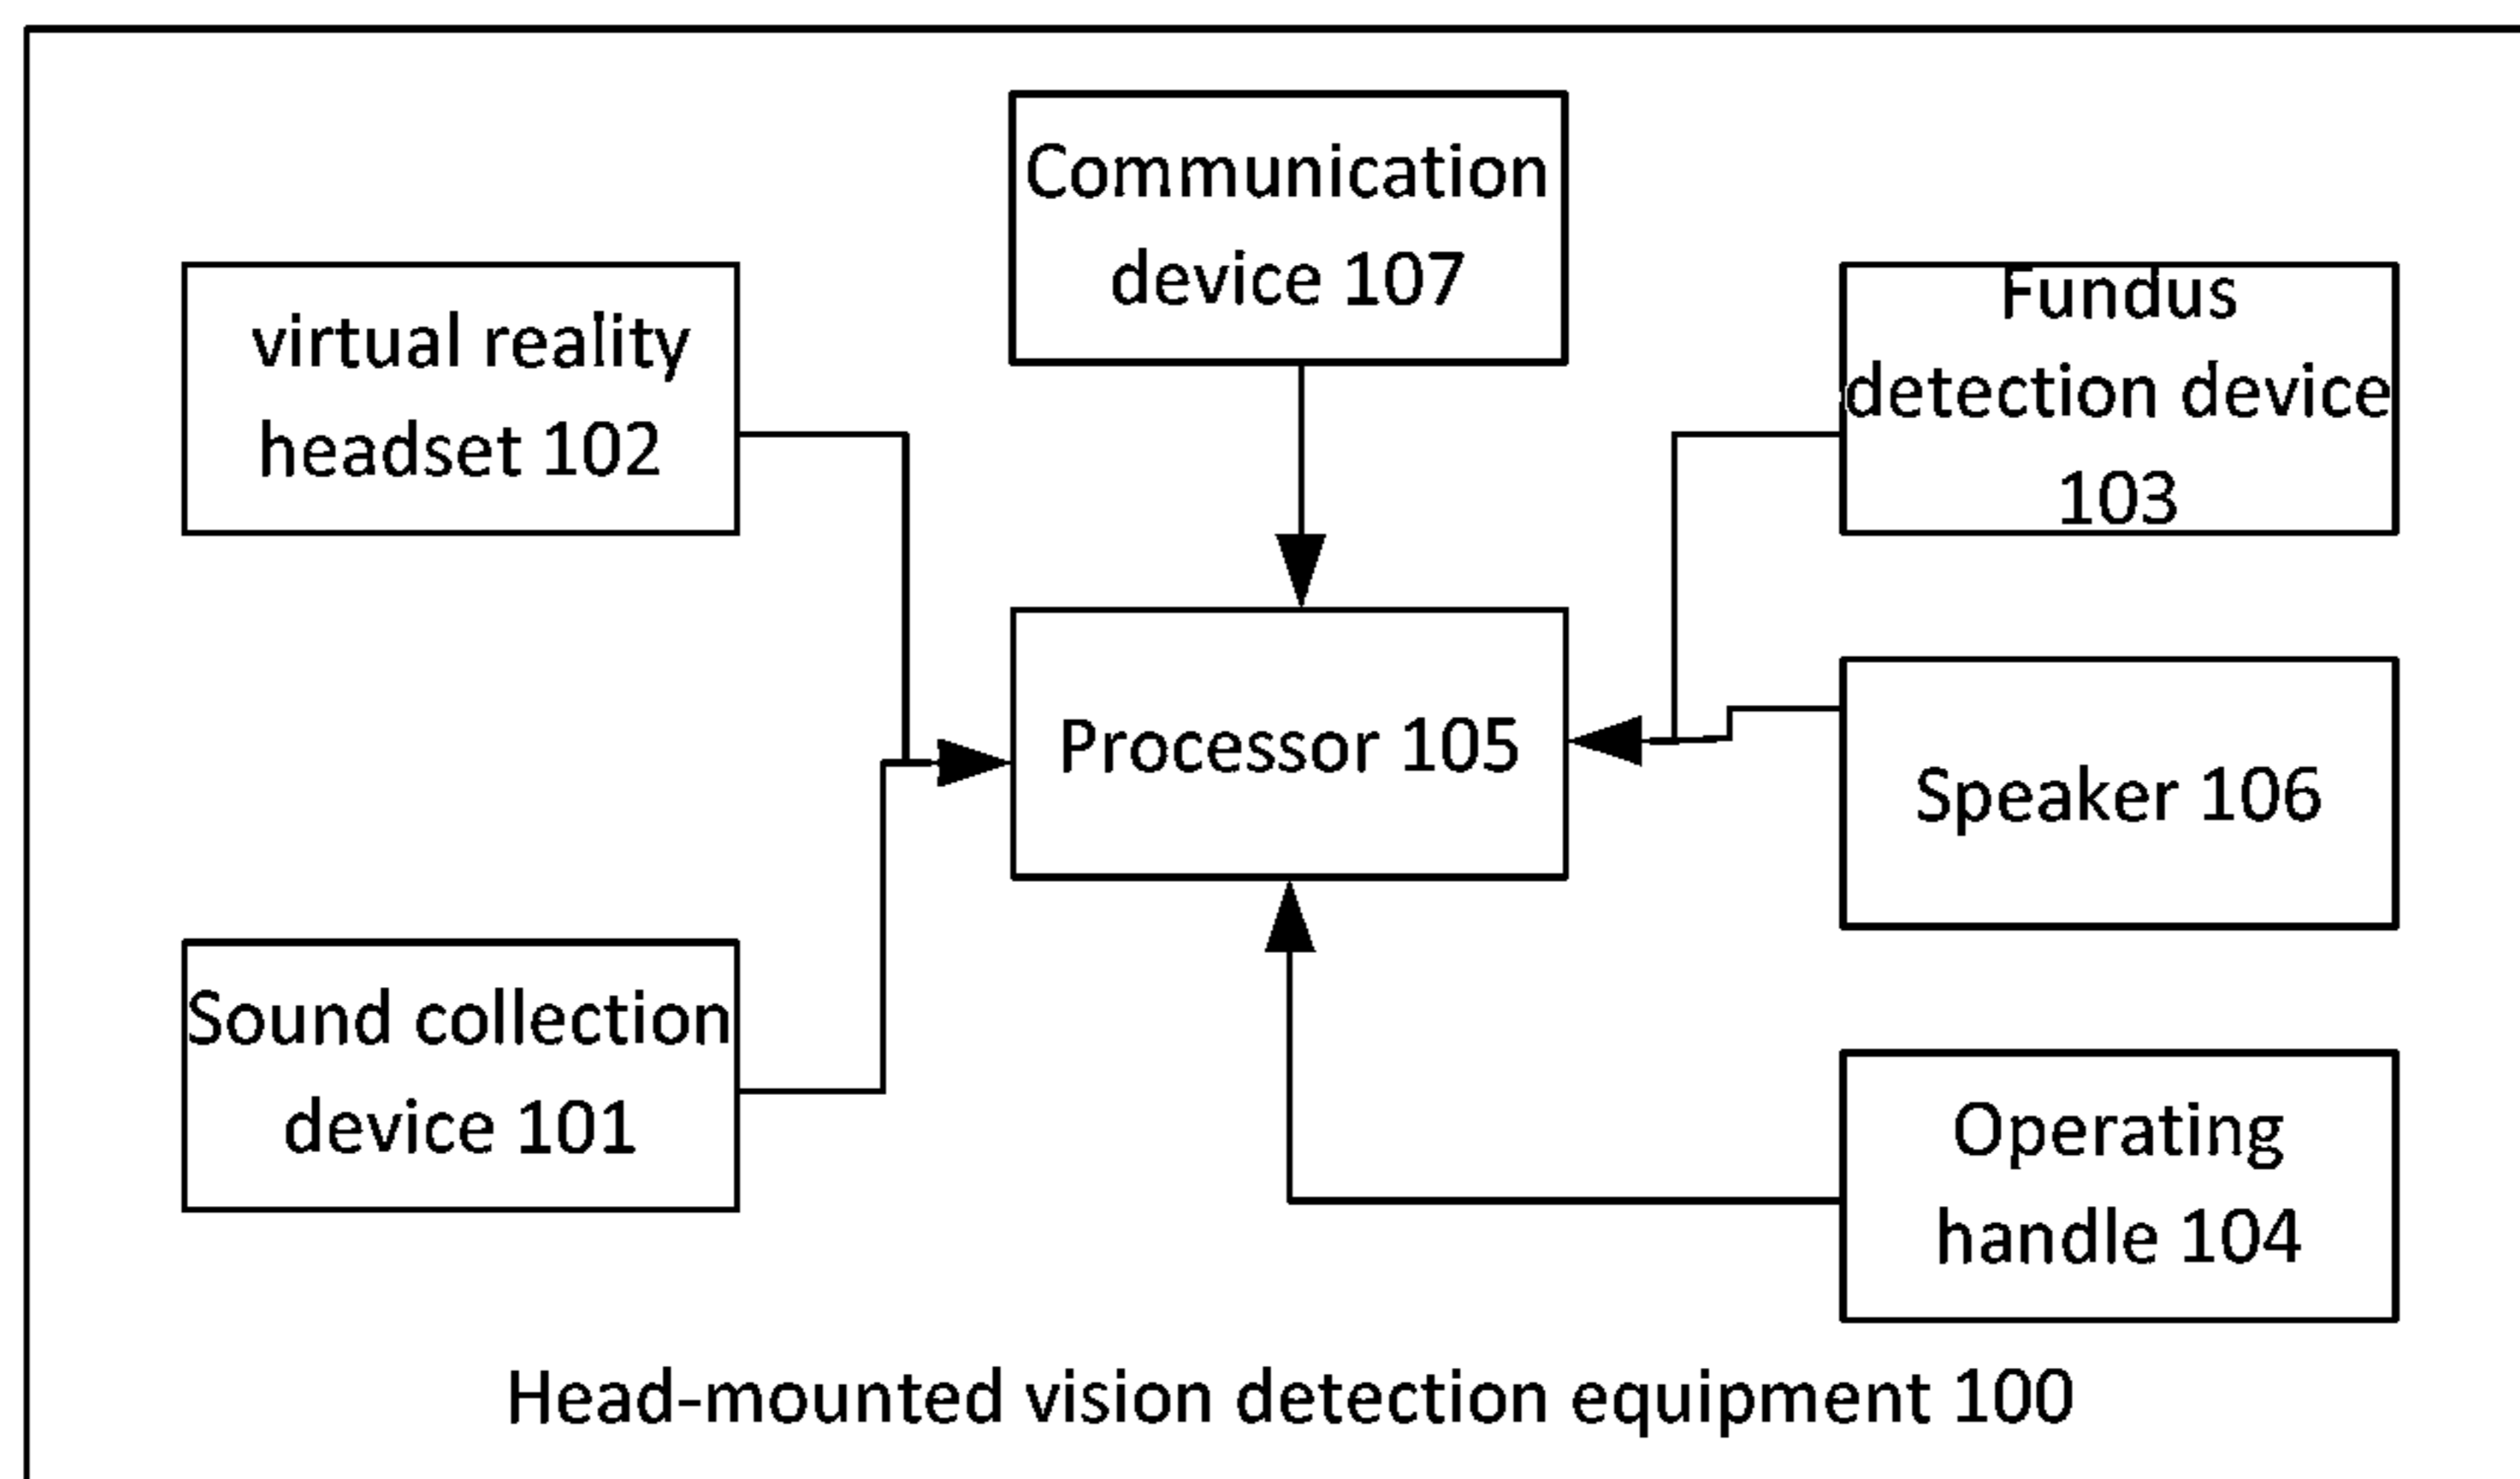 Communication
device 107
virtual reality
headset 102
Fundus
detection device
103
Processor 105
Speaker 106
Sound collection
device 101
Operating
handle 104
Head-mounted vision detection equipment 100